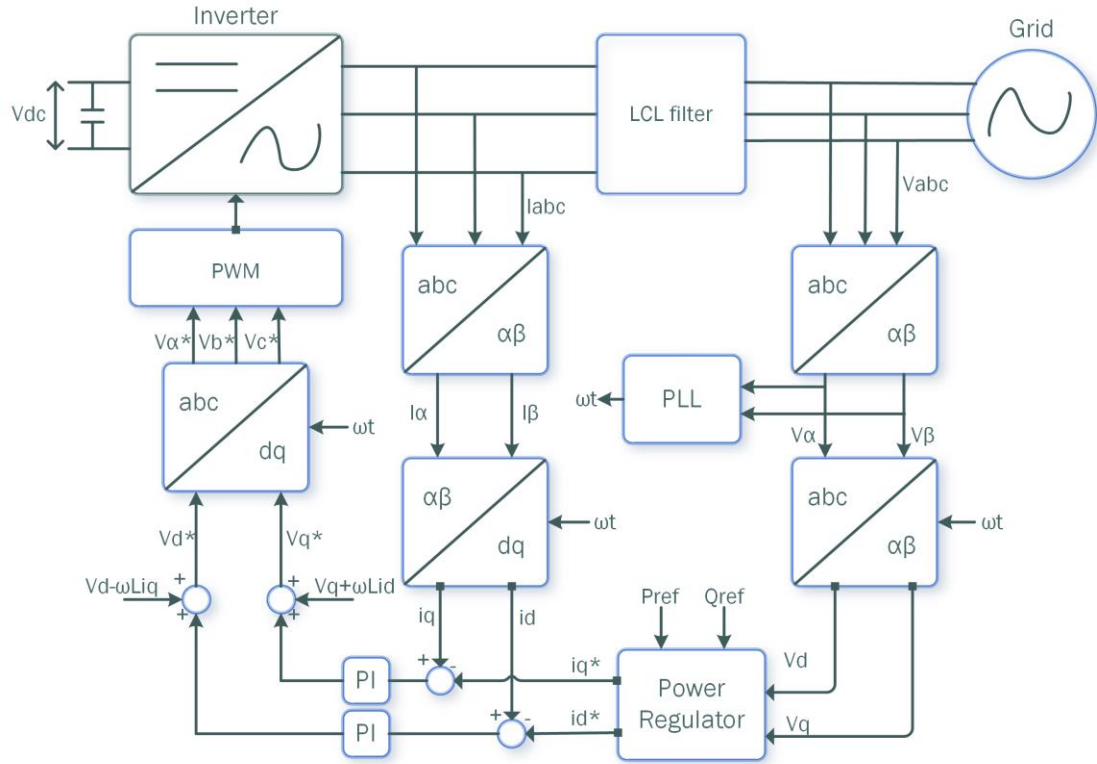 Inverter
Grid
Vdc
LCL filter
Iabc
Vabc
PWM
abc
αβ
abc
αβ
Vα* Vb* Vc*
abc
dq
ωt
Iα
Iβ
ωt
PLL
Vα
Vβ
αβ
dq
ωt
abc
αβ
ωt
Vd*
Vq*
+
+
Vd-ωLiq
+
+
Vq+ωLid
iq
id
Pref
Qref
PI
+
-
iq*
Power
Regulator
Vd
PI
+
-
id*
Vq